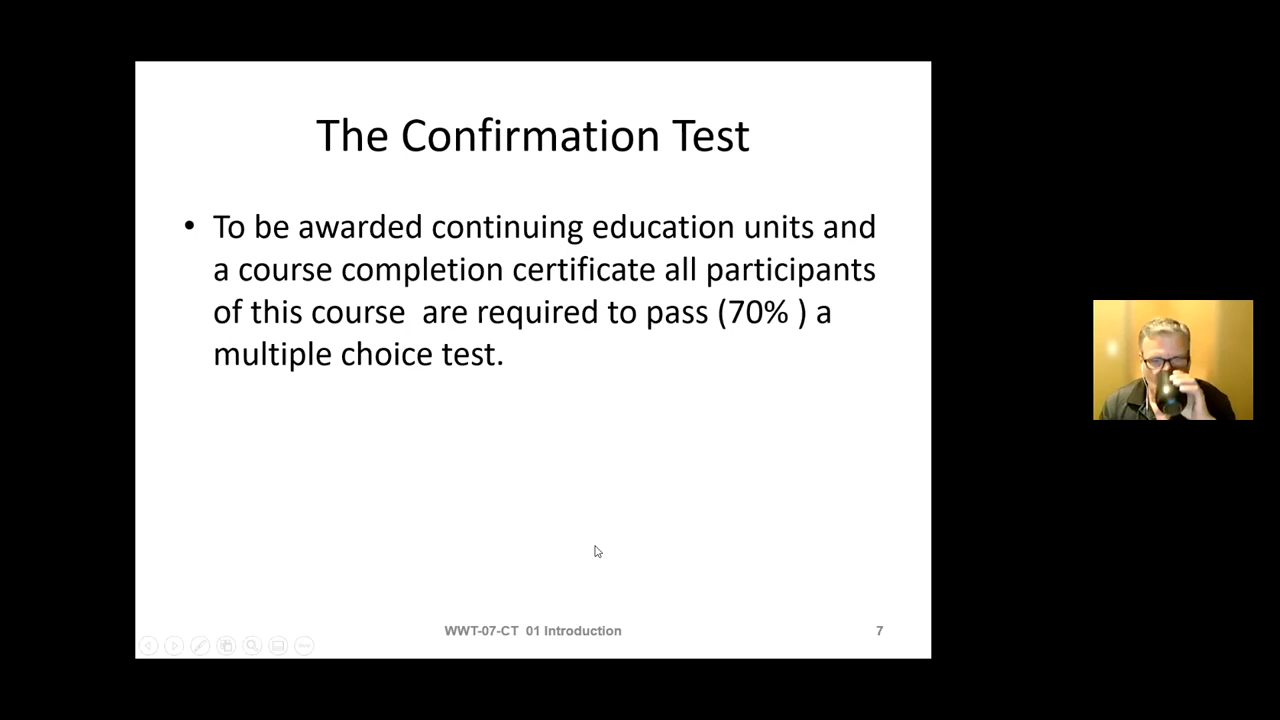 The Confirmation Test
• To be awarded continuing education units and
a course completion certificate all participants
of this course  are required to pass (70% ) a
multiple choice test.
WWT-07-CT  01 Introduction
7